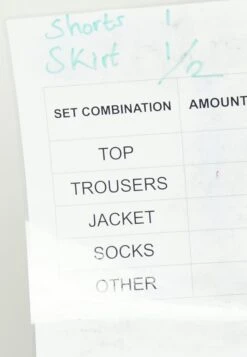 Shorts 1
Skirt 1/2
SET COMBINATION AMOUNT
TOP
TROUSERS
JACKET
SOCKS
OTHER